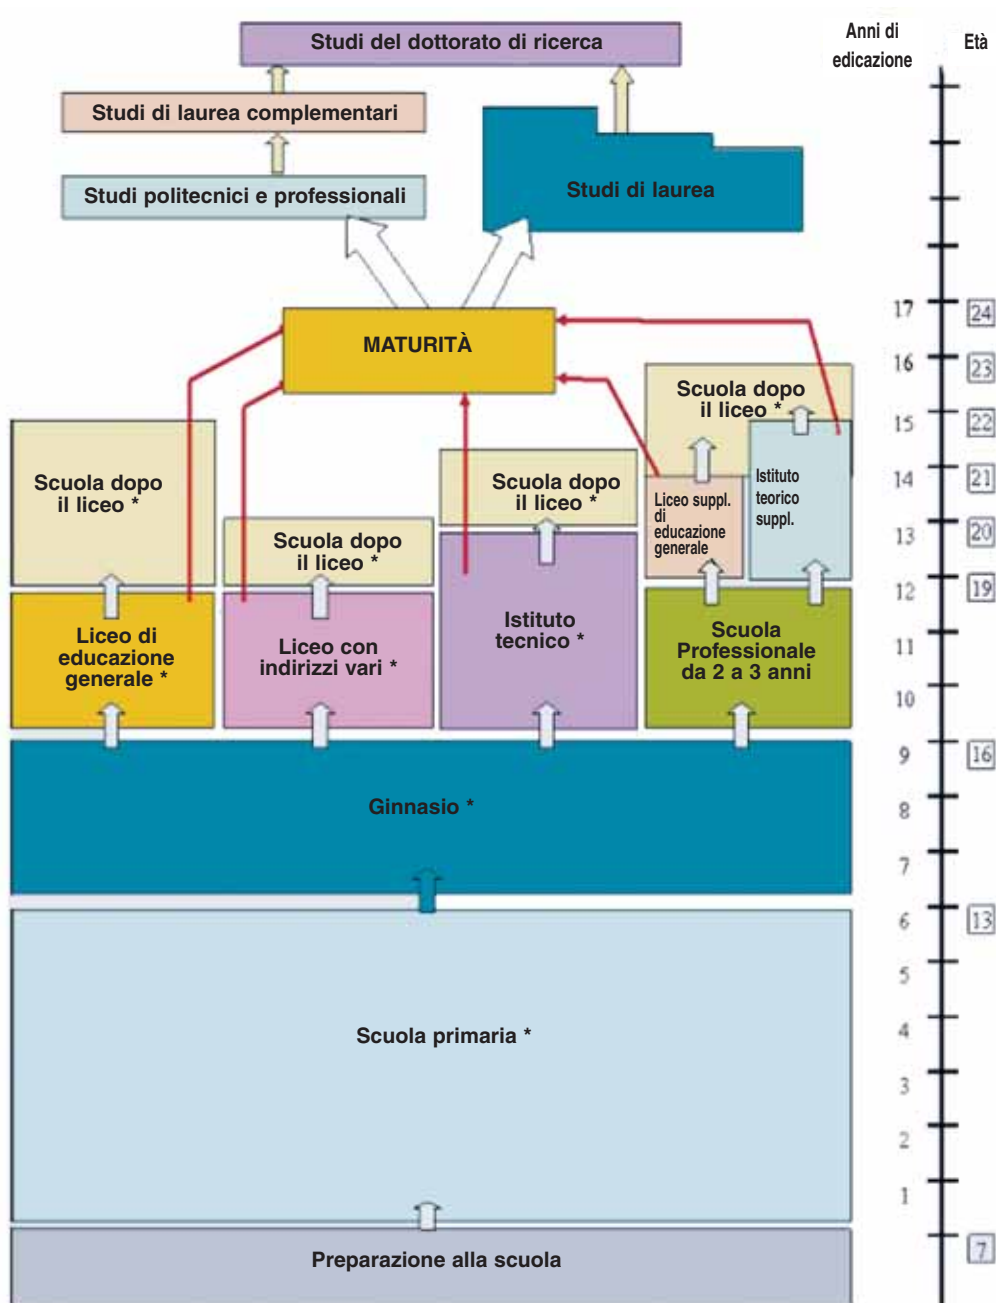 Studi del dottorato di ricerca
Anni di
edicazione
Età
Studi di laurea complementari
Studi politecnici e professionali
Studi di laurea
MATURITÀ
17
24
16
23
Scuola dopo
il liceo *
15
22
Scuola dopo
il liceo *
Scuola dopo
il liceo *
Liceo suppl.
di
educazione
generale
Istituto
teorico
suppl.
14
21
Scuola dopo
il liceo *
13
20
12
19
Liceo di
educazione
generale *
Liceo con
indirizzi vari *
Istituto
tecnico *
Scuola
Professionale
da 2 a 3 anni
11
10
9
16
Ginnasio *
8
7
6
13
5
Scuola primaria *
4
3
2
1
Preparazione alla scuola
7